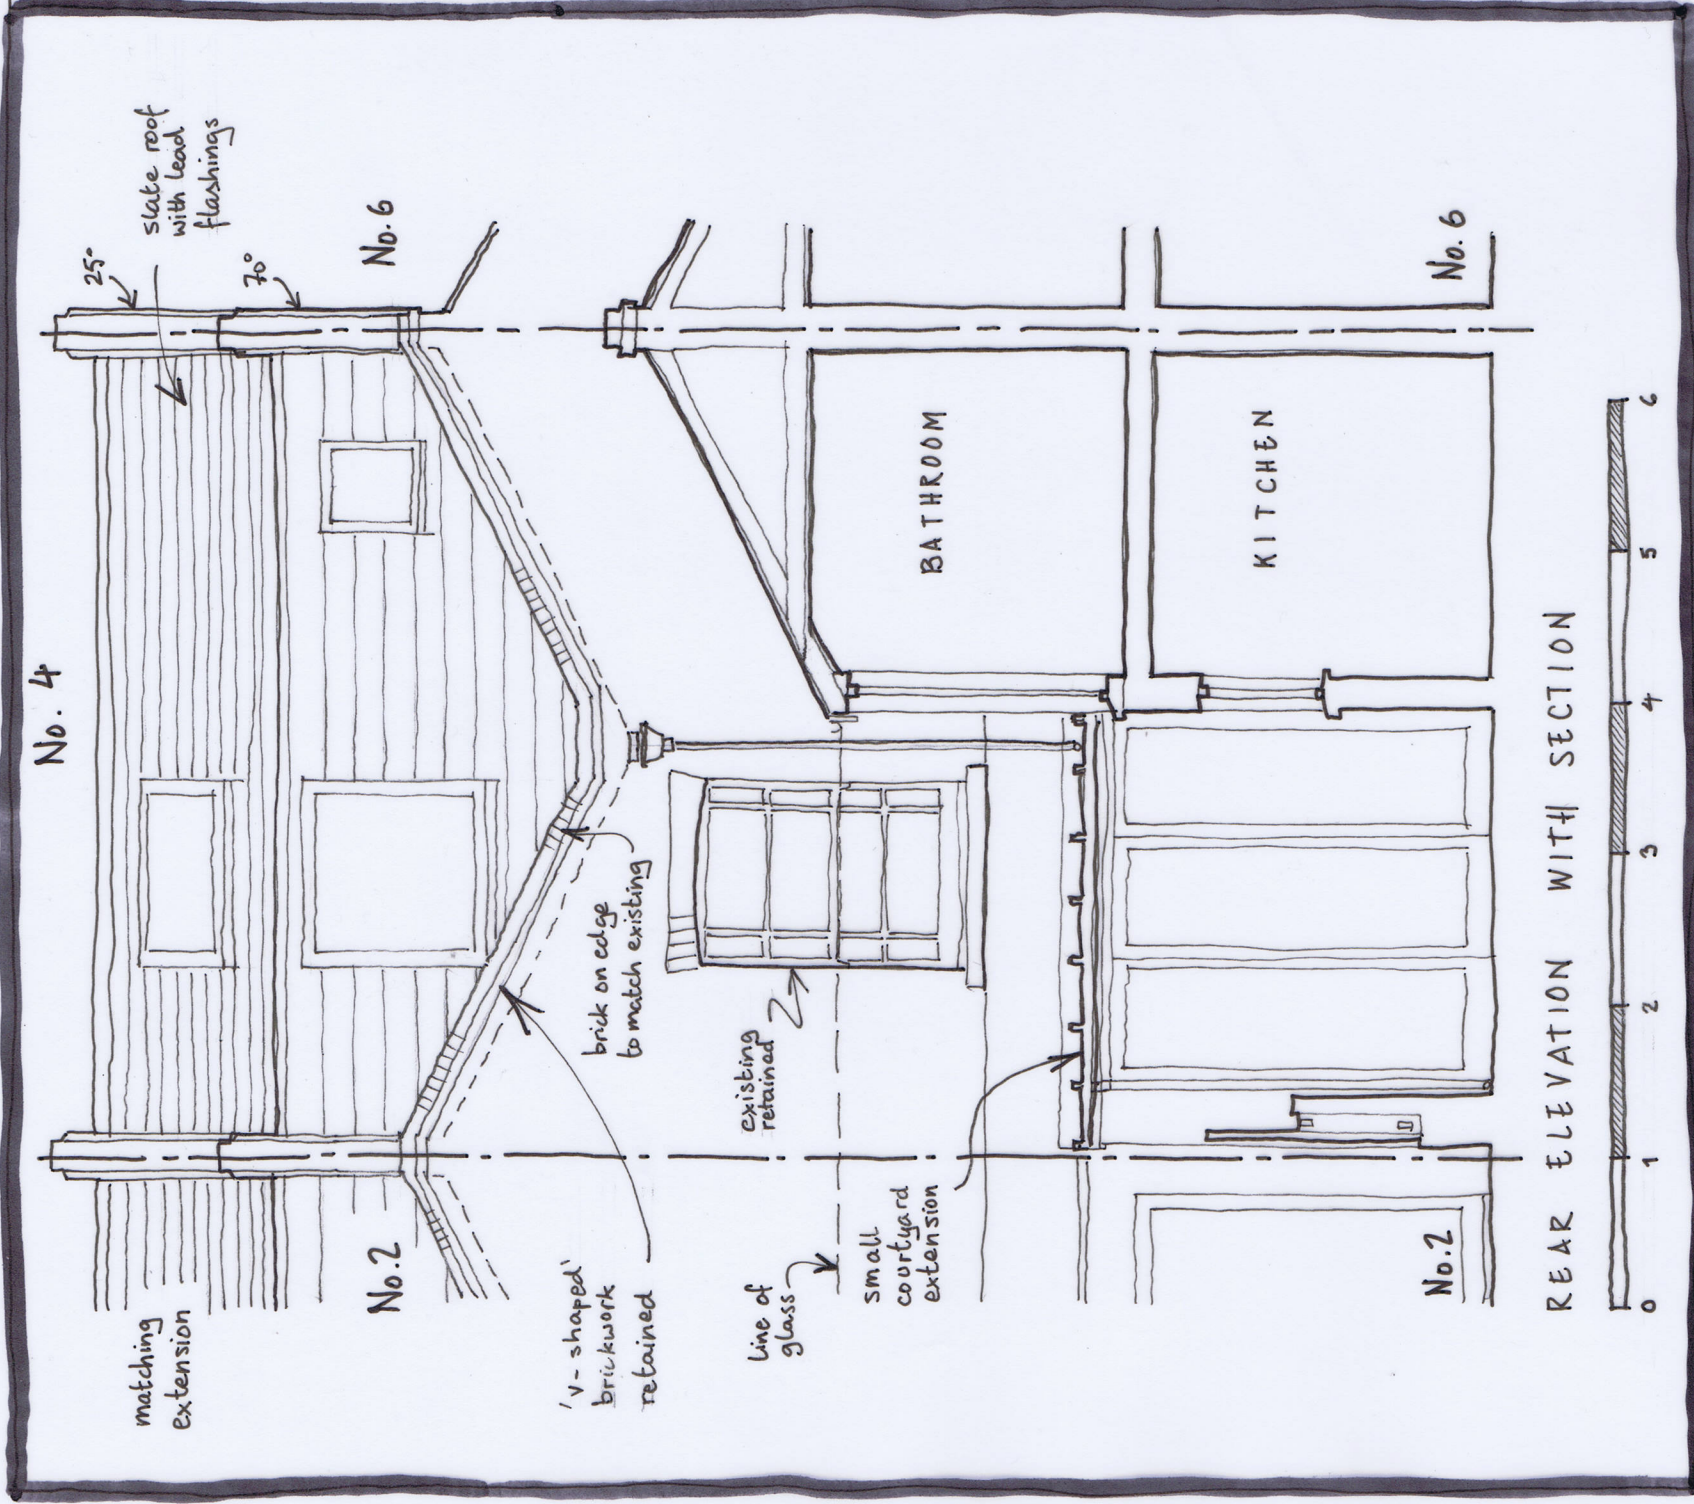 No. 4
25°
slate roof
with lead
flashings
70°
No. 6
matching
extension
No.2
'v-shaped'
brickwork
retained
brick on edge
to match existing
existing
retained
line of
glass
small
courtyard
extension
BATHROOM
KITCHEN
No.2
No. 6
REAR ELEVATION WITH SECTION
0 1 2 3 4 5 6